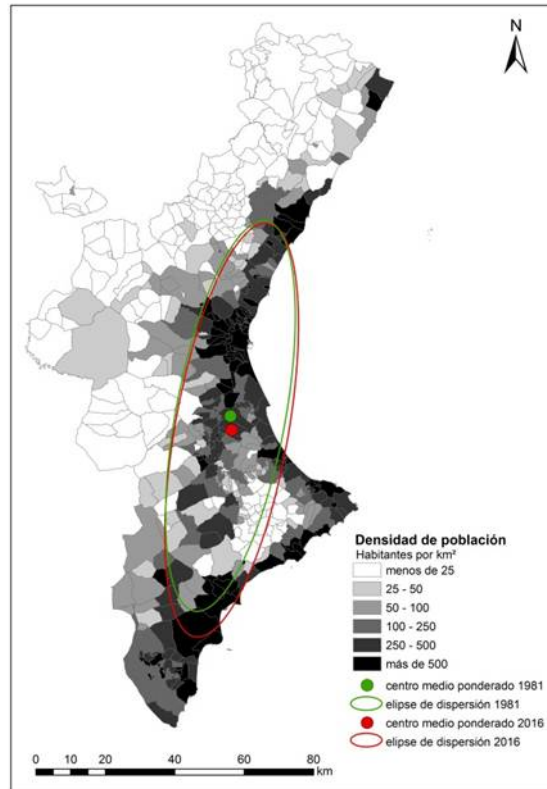 N
Densidad de población
Habitantes por km²
menos de 25
25 - 50
50 - 100
100 - 250
250 - 500
más de 500
centro medio ponderado 1981
elipse de dispersión 1981
centro medio ponderado 2016
elipse de dispersión 2016
0 10 20 40 60 80
km